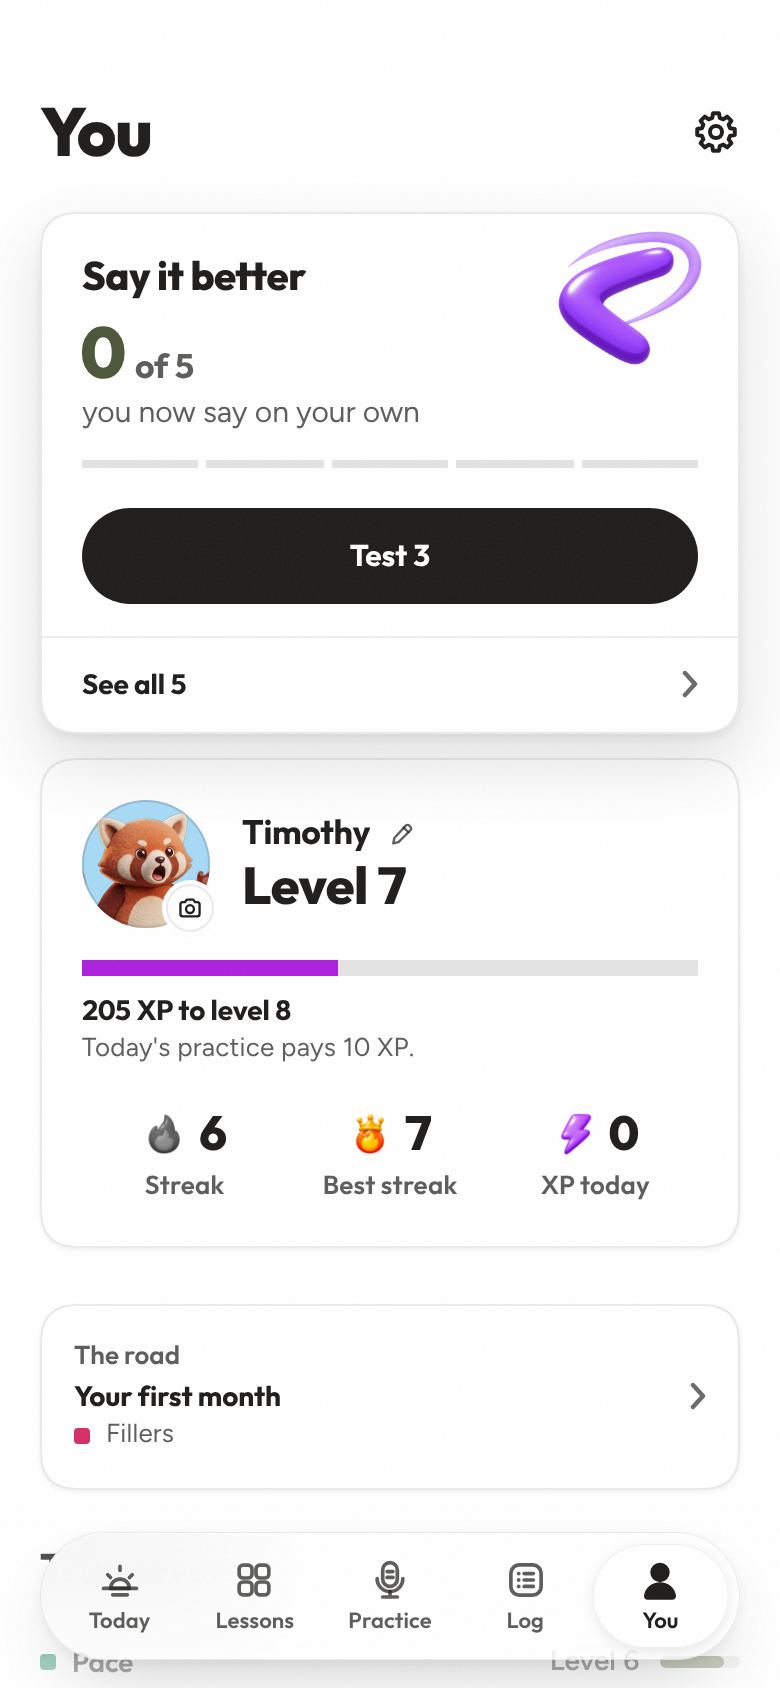 You
Say it better
0 of 5
you now say on your own
Test 3
See all 5
Timothy
Level 7
205 XP to level 8
Today's practice pays 10 XP.
6
Streak
7
Best streak
0
XP today
The road
Your first month
Fillers
Today
Lessons
Practice
Log
You
Pace
Level 6